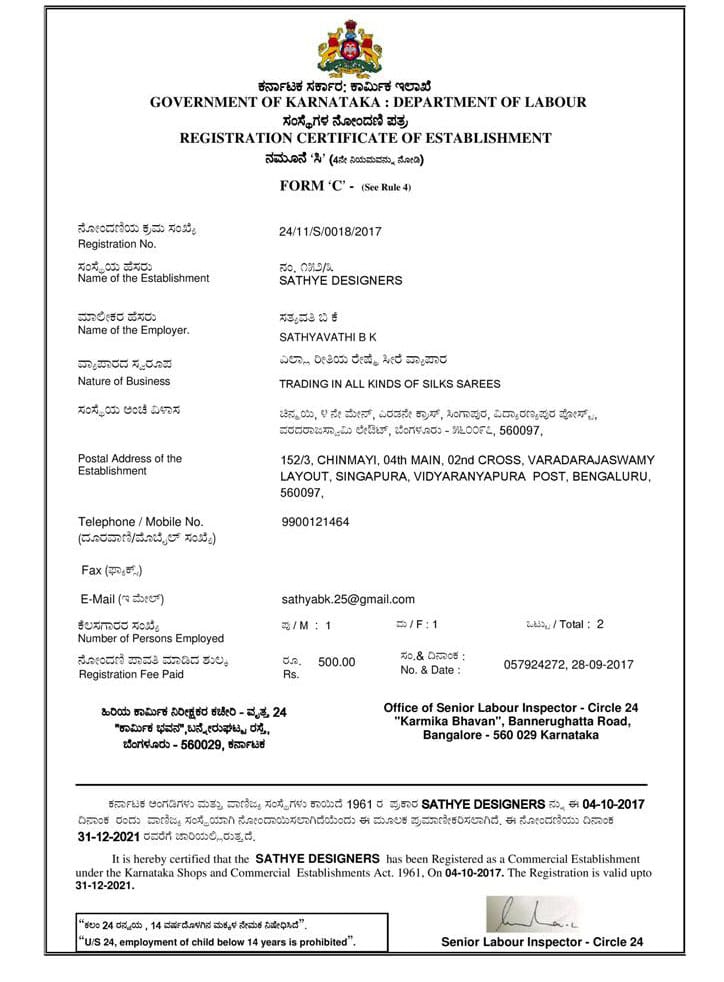 ಕರ್ನಾಟಕ ಸರ್ಕಾರ: ಕಾರ್ಮಿಕ ಇಲಾಖೆ
GOVERNMENT OF KARNATAKA : DEPARTMENT OF LABOUR
ಸಂಸ್ಥೆಗಳ ನೋಂದಣಿ ಪತ್ರ
REGISTRATION CERTIFICATE OF ESTABLISHMENT
ನಮೂನೆ ‘ಸಿ’ (4ನೇ ನಿಯಮವನ್ನು ನೋಡಿ)
FORM ‘C’ - (See Rule 4)
ನೋಂದಣಿಯ ಕ್ರಮ ಸಂಖ್ಯೆ
Registration No. 24/11/S/0018/2017
ಸಂಸ್ಥೆಯ ಹೆಸರು ನಂ. ೧೫೨/೩
Name of the Establishment SATHYE DESIGNERS
ಮಾಲೀಕರ ಹೆಸರು ಸತ್ಯವತಿ ಬಿ ಕೆ
Name of the Employer. SATHYAVATHI B K
ವ್ಯಾಪಾರದ ಸ್ವರೂಪ ಎಲ್ಲಾ ರೀತಿಯ ರೇಷ್ಮೆ ಸೀರೆ ವ್ಯಾಪಾರ
Nature of Business TRADING IN ALL KINDS OF SILKS SAREES
ಸಂಸ್ಥೆಯ ಅಂಚೆ ವಿಳಾಸ ಚಿನ್ಮಯಿ, ೪ ನೇ ಮೇನ್, ಎರಡನೇ ಕ್ರಾಸ್, ಸಿಂಗಾಪುರ, ವಿದ್ಯಾರಣ್ಯಪುರ ಪೋಸ್ಟ್,
ವರದರಾಜಸ್ವಾಮಿ ಲೇಔಟ್, ಬೆಂಗಳೂರು - ೫೬೦೦೯೭, 560097,
Postal Address of the 152/3, CHINMAYI, 04th MAIN, 02nd CROSS, VARADARAJASWAMY
Establishment LAYOUT, SINGAPURA, VIDYARANYAPURA POST, BENGALURU,
560097,
Telephone / Mobile No. 9900121464
(ದೂರವಾಣಿ/ಮೊಬೈಲ್ ಸಂಖ್ಯೆ)
Fax (ಫ್ಯಾಕ್ಸ್)
E-Mail (ಇ ಮೇಲ್) sathyabk.25@gmail.com
ಕೆಲಸಗಾರರ ಸಂಖ್ಯೆ ಪು / M : 1 ಮ / F : 1 ಒಟ್ಟು / Total : 2
Number of Persons Employed
ನೋಂದಣಿ ಪಾವತಿ ಮಾಡಿದ ಶುಲ್ಕ ರೂ. 500.00 ಸಂ.& ದಿನಾಂಕ : 057924272, 28-09-2017
Registration Fee Paid Rs. No. & Date :
ಹಿರಿಯ ಕಾರ್ಮಿಕ ನಿರೀಕ್ಷಕರ ಕಚೇರಿ - ವೃತ್ತ 24
"ಕಾರ್ಮಿಕ ಭವನ",ಬನ್ನೇರುಘಟ್ಟ ರಸ್ತೆ,
ಬೆಂಗಳೂರು - 560029, ಕರ್ನಾಟಕ
Office of Senior Labour Inspector - Circle 24
"Karmika Bhavan", Bannerughatta Road,
Bangalore - 560 029 Karnataka
ಕರ್ನಾಟಕ ಅಂಗಡಿಗಳು ಮತ್ತು ವಾಣಿಜ್ಯ ಸಂಸ್ಥೆಗಳು ಕಾಯಿದೆ 1961 ರ ಪ್ರಕಾರ SATHYE DESIGNERS ನ್ನು ಈ 04-10-2017
ದಿನಾಂಕ ರಂದು ವಾಣಿಜ್ಯ ಸಂಸ್ಥೆಯಾಗಿ ನೋಂದಾಯಿಸಲಾಗಿದೆಯೆಂದು ಈ ಮೂಲಕ ಪ್ರಮಾಣೀಕರಿಸಲಾಗಿದೆ. ಈ ನೋಂದಣಿಯು ದಿನಾಂಕ
31-12-2021 ರವರೆಗೆ ಜಾರಿಯಲ್ಲಿರುತ್ತದೆ.
It is hereby certified that the SATHYE DESIGNERS has been Registered as a Commercial Establishment
under the Karnataka Shops and Commercial Establishments Act. 1961, On 04-10-2017. The Registration is valid upto
31-12-2021.
“ಕಲಂ 24 ರನ್ವಯ , 14 ವರ್ಷದೊಳಗಿನ ಮಕ್ಕಳ ನೇಮಕ ನಿಷೇಧಿಸಿದೆ”.
“U/S 24, employment of child below 14 years is prohibited”.
Senior Labour Inspector - Circle 24